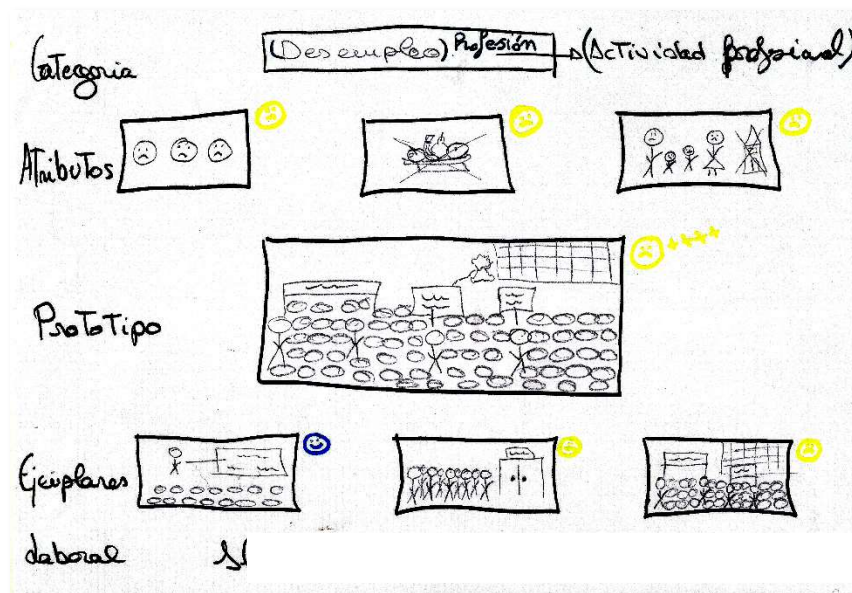 Categoria (Desempleo) Profesión (Actividad profesional)
Atributos
++++
Prototipo
Ejemplares
Laboral